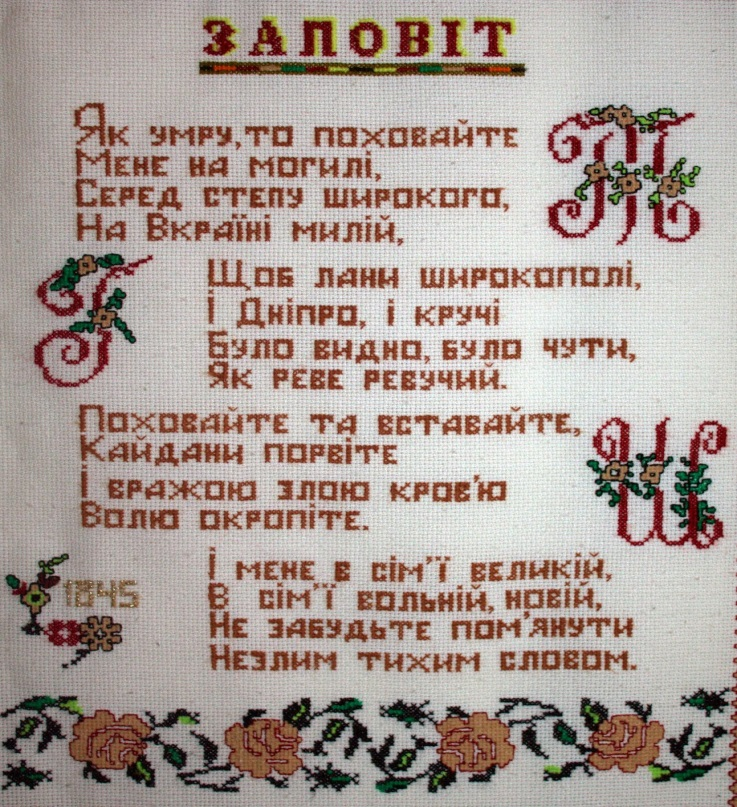 ЗАПОВІТ
Як умру, то поховайте
Т
Мене на могилі,
Серед степу широкого,
На Вкраїні милій,
Г
Щоб лани широкополі,
І Дніпро, і кручі
Було видно, було чути,
Як реве ревучий.
Поховайте та вставайте,
Ш
Кайдани порвіте
І вражою злою кров'ю
Волю окропіте.
І мене в сім'ї великій,
1845
В сім'ї вольній, новій,
Не забудьте пом'янути
Незлим тихим словом.